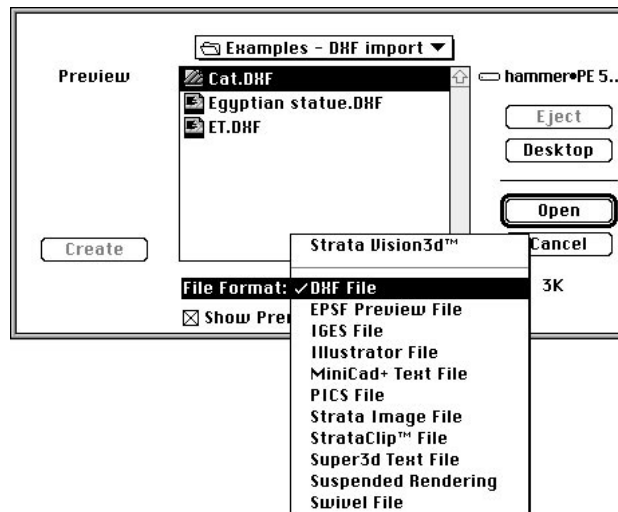 Examples - DXF import
Preview
Cat.DXF
hammer•PE 5..
Egyptian statue.DXF
ET.DXF
Eject
Desktop
Open
Create
Cancel
Strata Vision3d™
File Format: ✓DXF File
3K
Show Pre
EPSF Preview File
IGES File
Illustrator File
MiniCad+ Text File
PICS File
Strata Image File
StrataClip™ File
Super3d Text File
Suspended Rendering
Swivel File